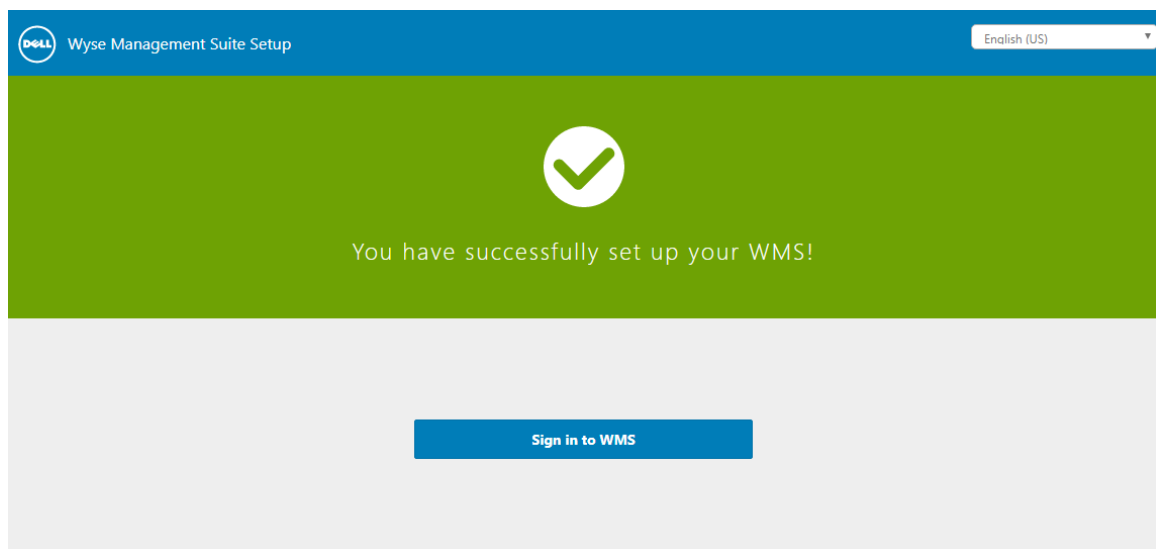 DELL
Wyse Management Suite Setup
English (US)
You have successfully set up your WMS!
Sign in to WMS